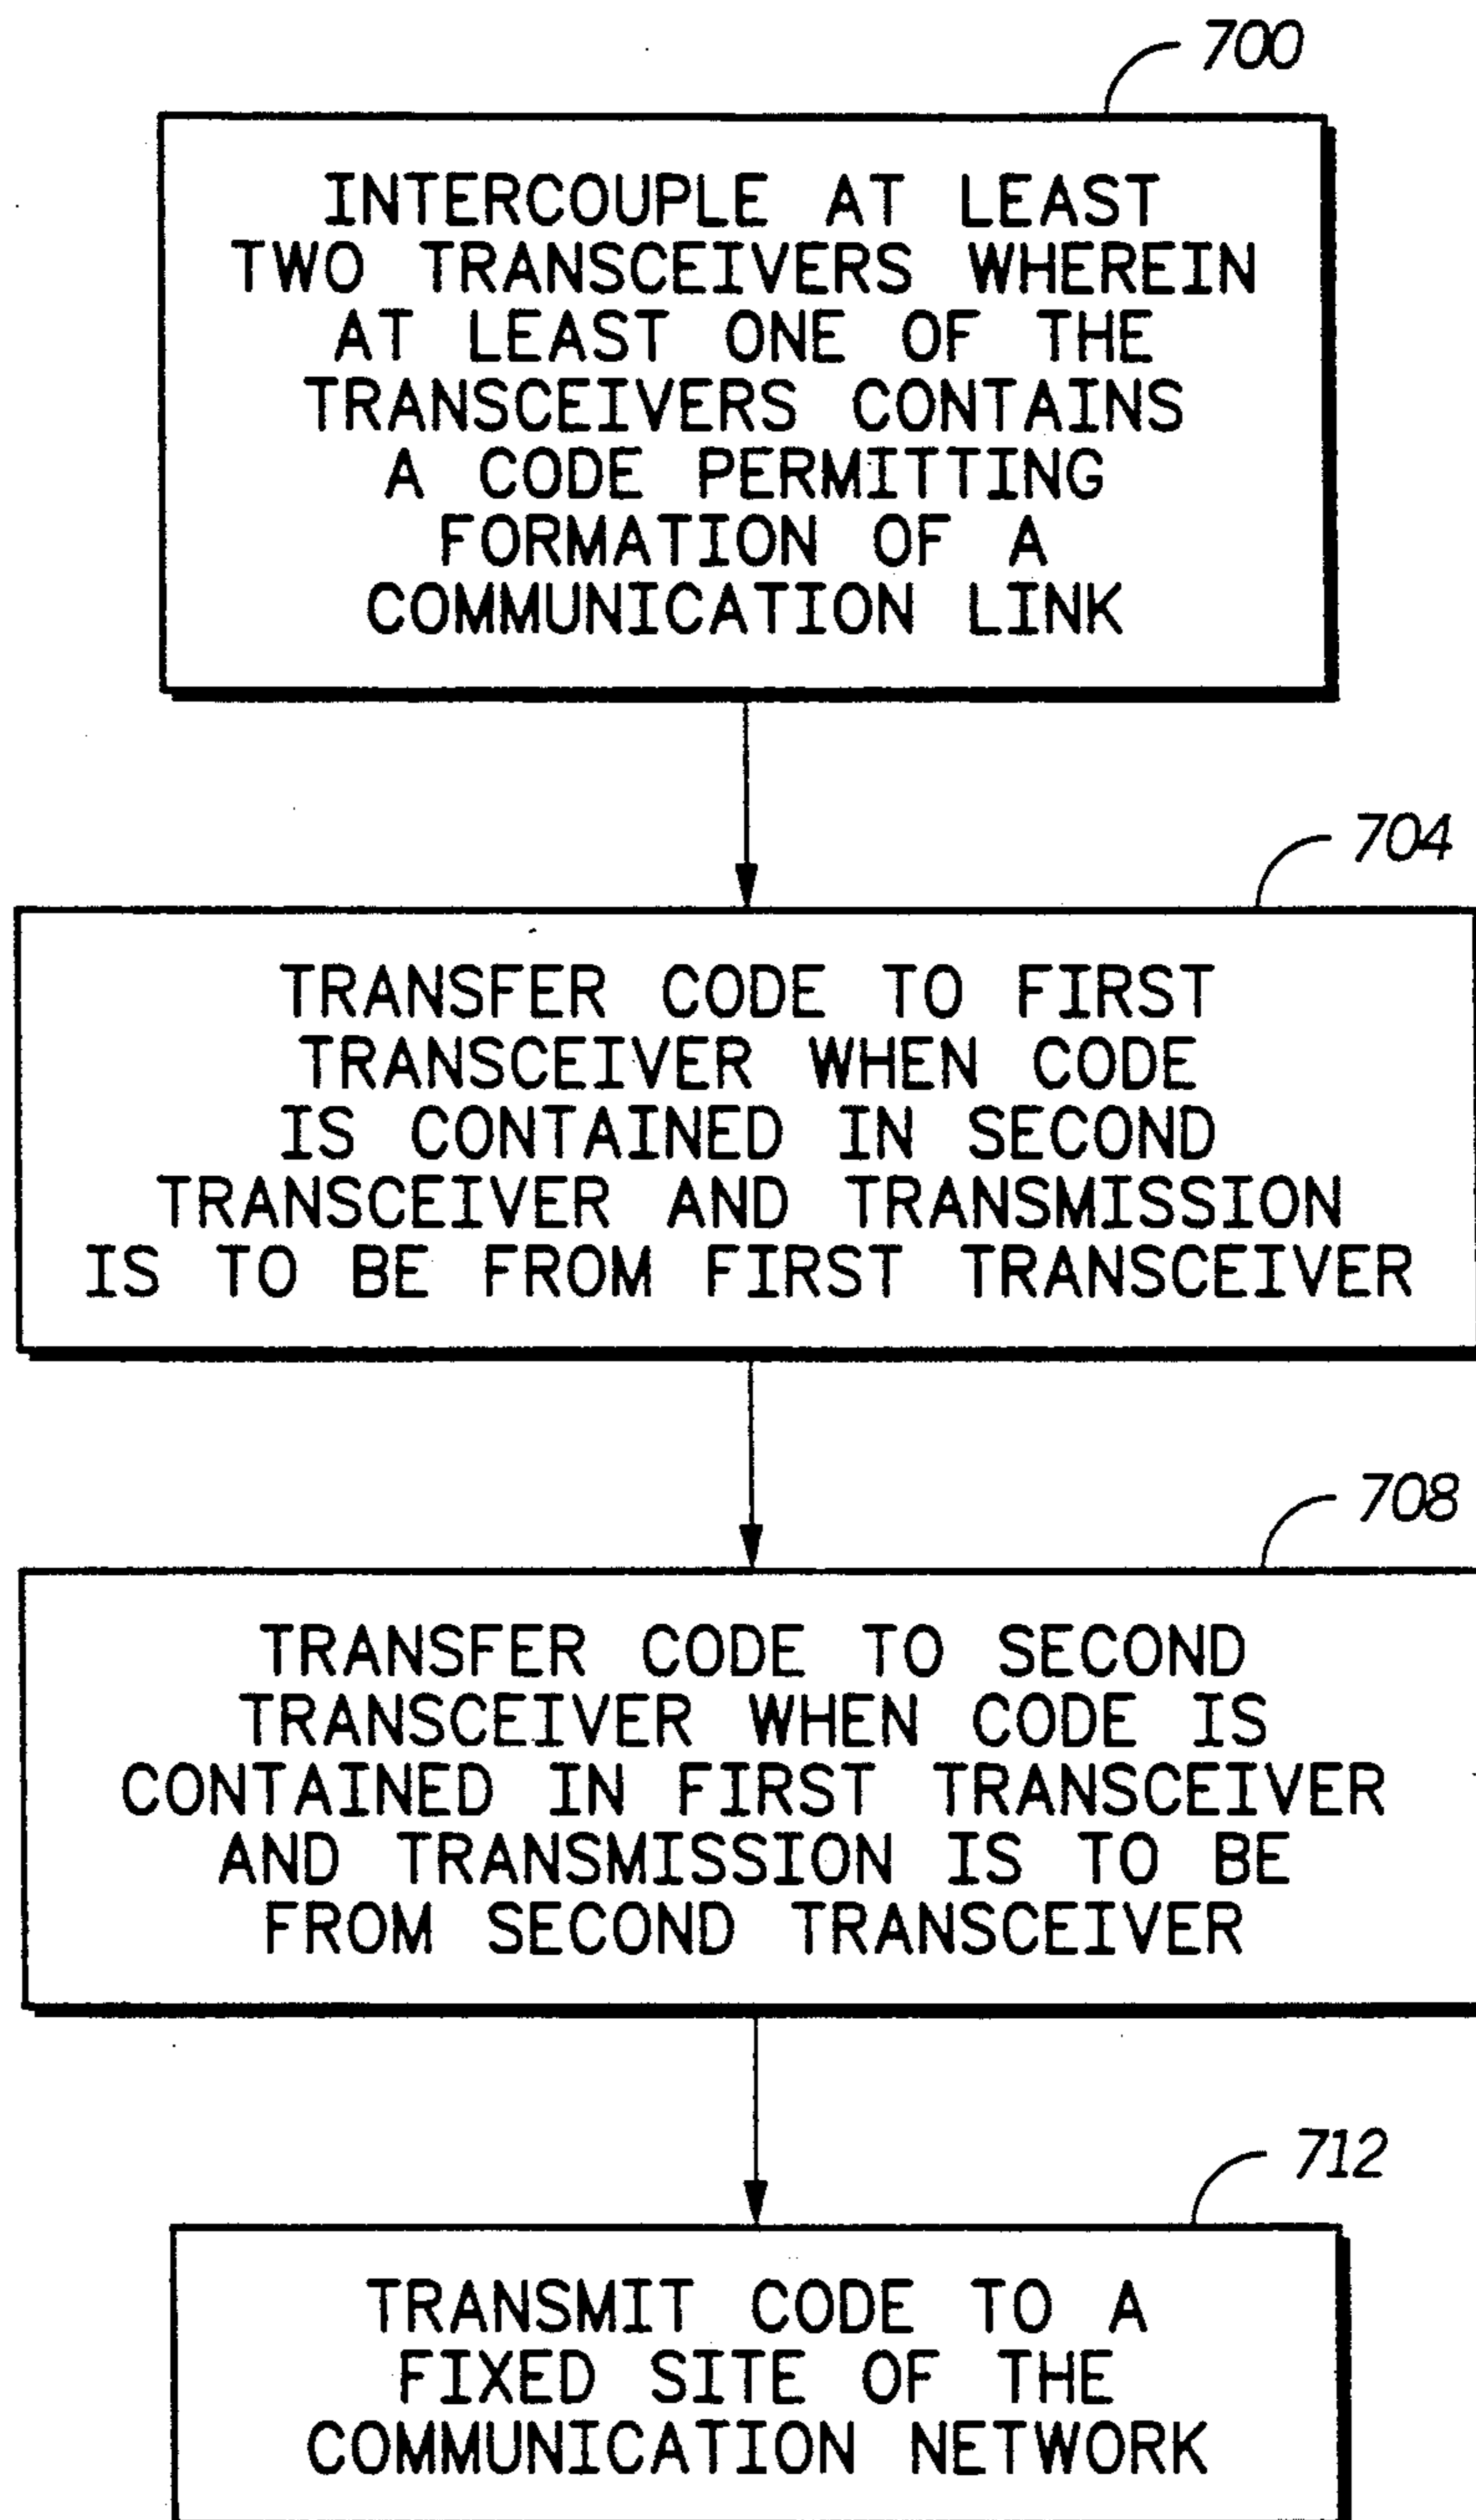 700
INTERCOUPLE AT LEAST
TWO TRANSCEIVERS WHEREIN
AT LEAST ONE OF THE
TRANSCEIVERS CONTAINS
A CODE PERMITTING
FORMATION OF A
COMMUNICATION LINK
704
TRANSFER CODE TO FIRST
TRANSCEIVER WHEN CODE
IS CONTAINED IN SECOND
TRANSCEIVER AND TRANSMISSION
IS TO BE FROM FIRST TRANSCEIVER
708
TRANSFER CODE TO SECOND
TRANSCEIVER WHEN CODE IS
CONTAINED IN FIRST TRANSCEIVER
AND TRANSMISSION IS TO BE
FROM SECOND TRANSCEIVER
712
TRANSMIT CODE TO A
FIXED SITE OF THE
COMMUNICATION NETWORK